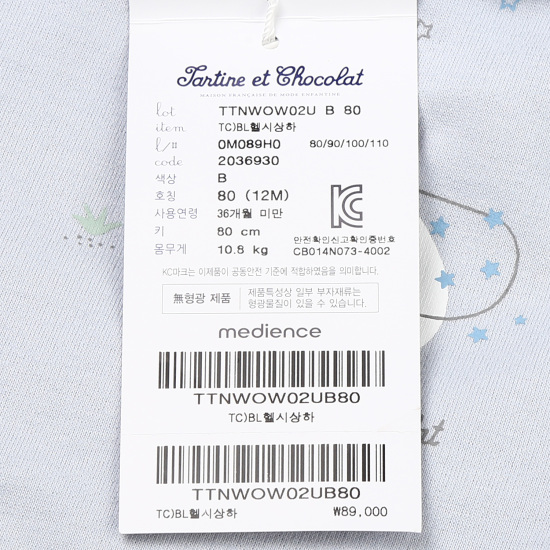 Tartine et Chocolat
MAISON FRANÇAISE DE MODE ENFANTINE
lot TTNWOW02U B 80
item TC)BL헬시상하
l/# 0M089H0 80/90/100/110
code 2036930
색상 B
호칭 80 (12M)
사용연령 36개월 미만
키 80 cm
몸무게 10.8 kg
안전확인신고확인증번호
CB014N073-4002
KC마크는 이제품이 공동안전 기준에 적합하였음을 의미합니다.
無형광 제품
제품특성상 일부 부자재류는
형광물질이 있을 수 있습니다.
medience
TTNWOW02UB80
TC)BL헬시상하
TTNWOW02UB80
TC)BL헬시상하 ₩89,000